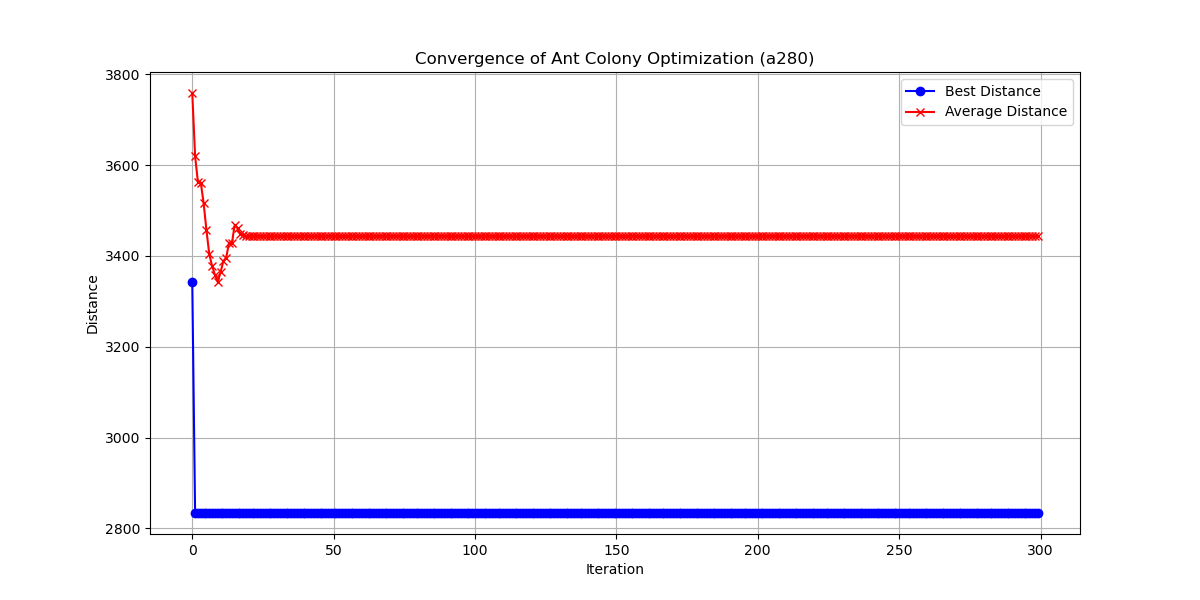 Convergence of Ant Colony Optimization (a280)
3800
3600
3400
3200
3000
2800
Distance
Best Distance
Average Distance
0
50
100
150
200
250
300
Iteration